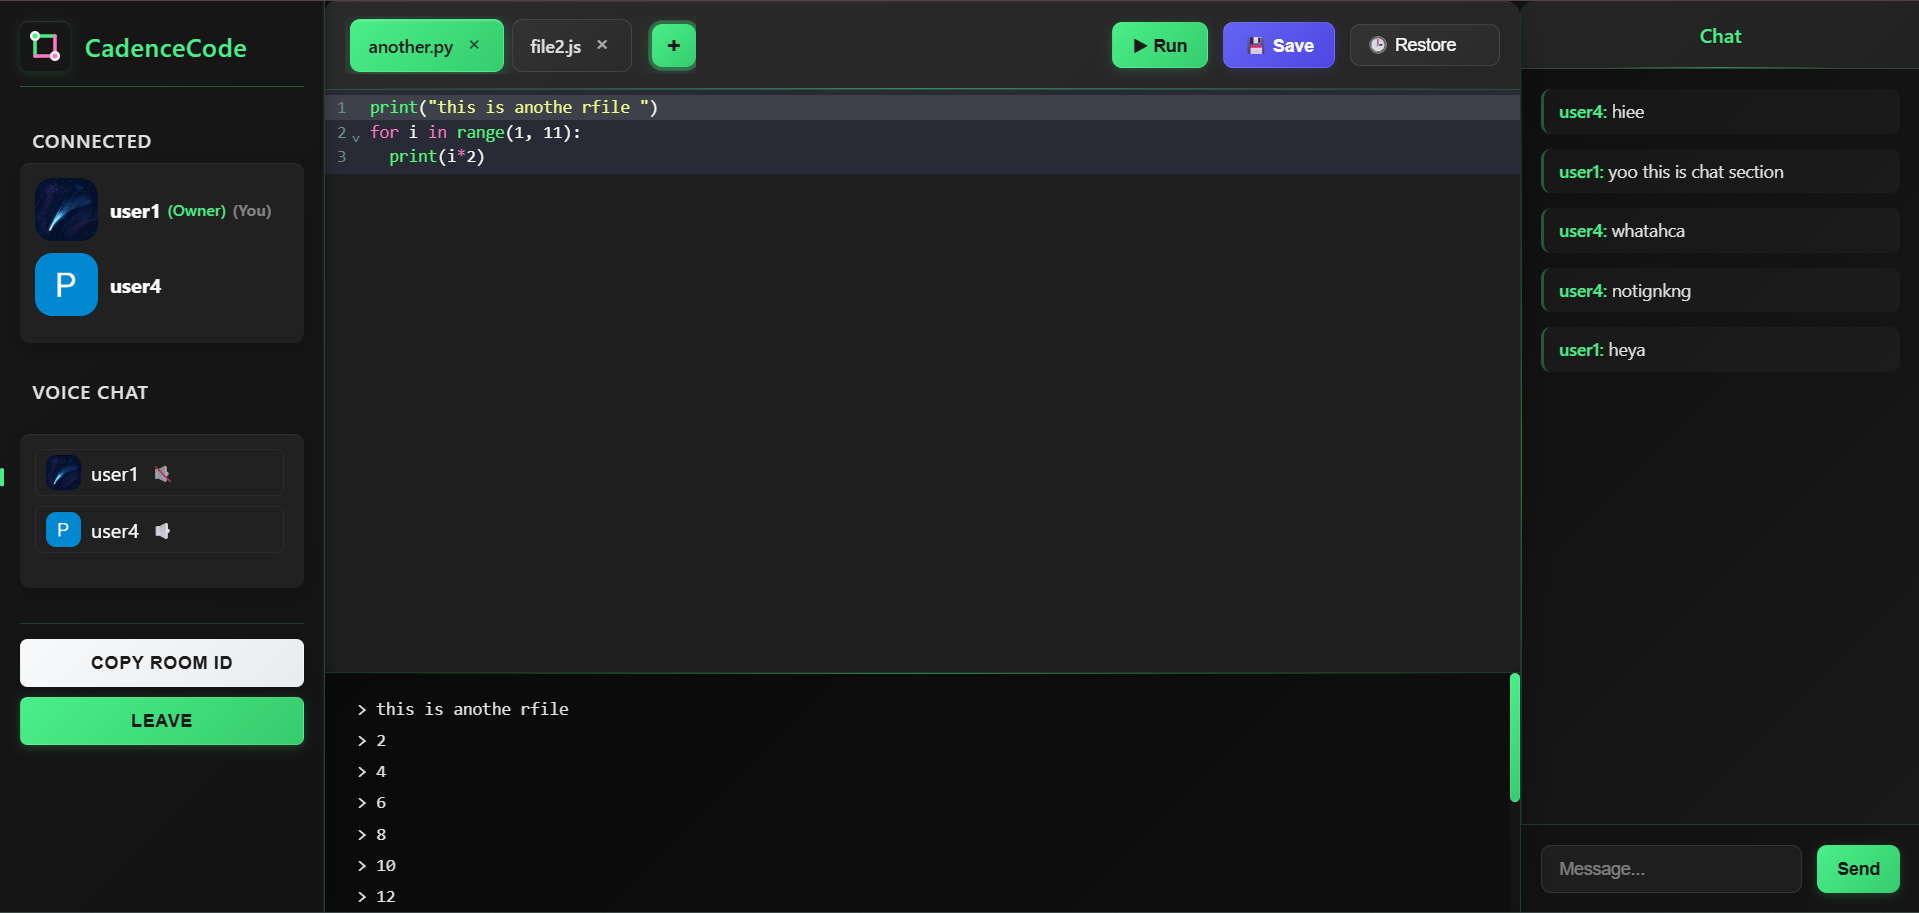 CadenceCode
CONNECTED
user1 (Owner) (You)
P user4
VOICE CHAT
user1
P user4
COPY ROOM ID
LEAVE
another.py × file2.js × + ▶ Run Save Restore
1 print("this is anothe rfile ")
2 for i in range(1, 11):
3 print(i*2)
> this is anothe rfile
> 2
> 4
> 6
> 8
> 10
> 12
Chat
user4: hiee
user1: yoo this is chat section
user4: whatahca
user4: notignkng
user1: heya
Message... Send